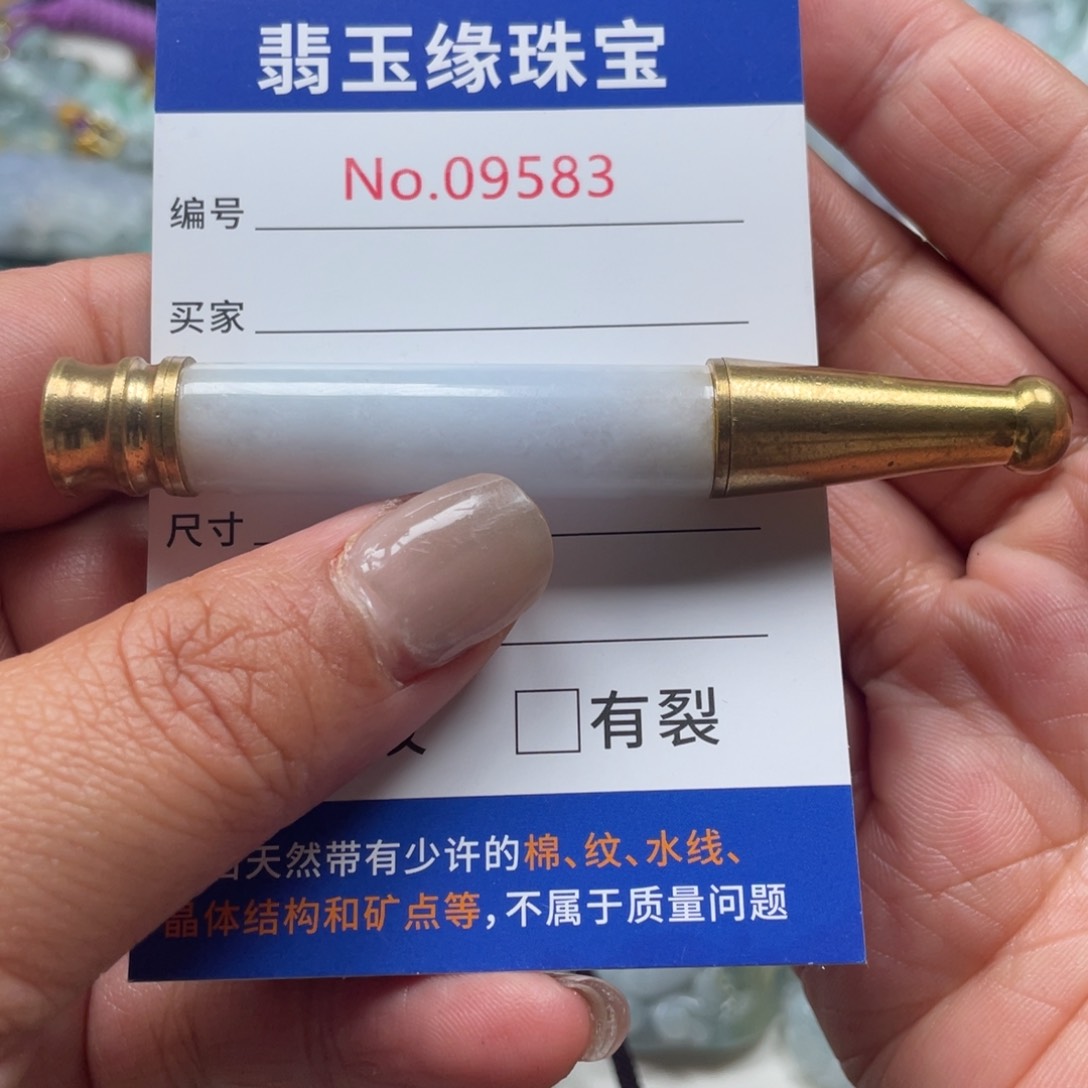 翡玉缘珠宝
编号 No.09583
买家
尺寸
有裂
天然带有少许的棉、纹、水线、
晶体结构和矿点等,不属于质量问题